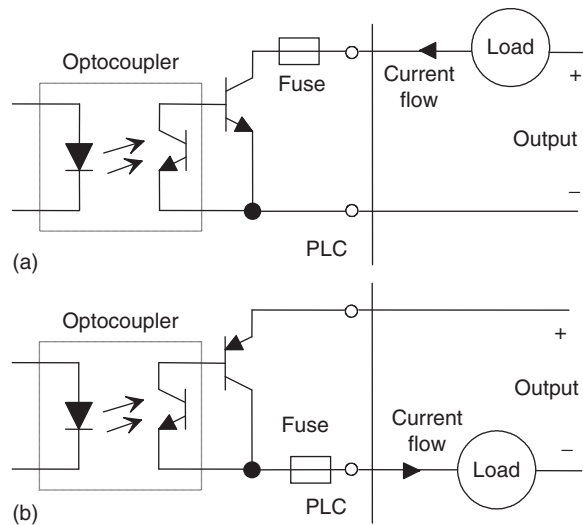 Optocoupler
Fuse
Load
Current
flow
+
Output
−
PLC
(a)
Optocoupler
+
Output
Fuse
Current
flow
−
Load
PLC
(b)